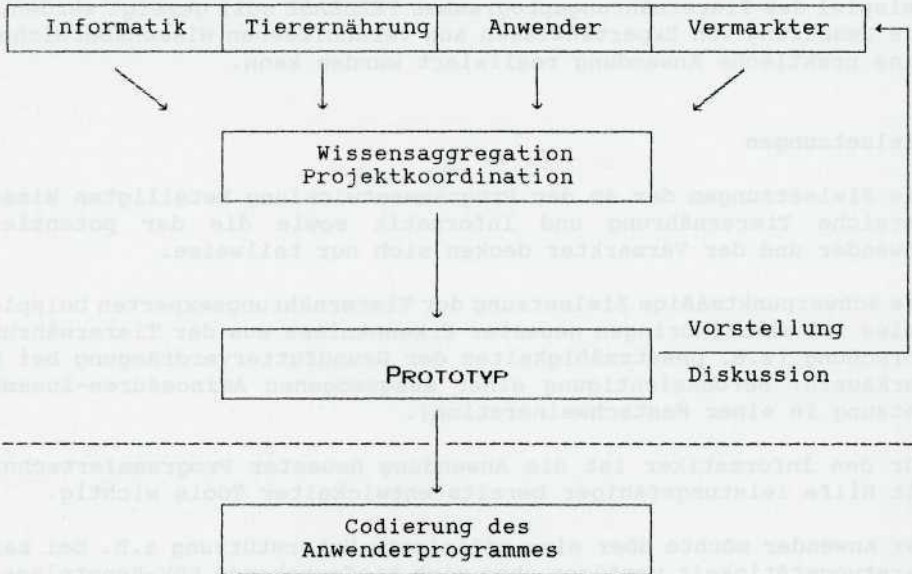 Informatik Tierernährung Anwender Vermarkter
Wissensaggregation
Projektkoordination
Vorstellung
PROTOTYP
Diskussion
Codierung des
Anwenderprogrammes